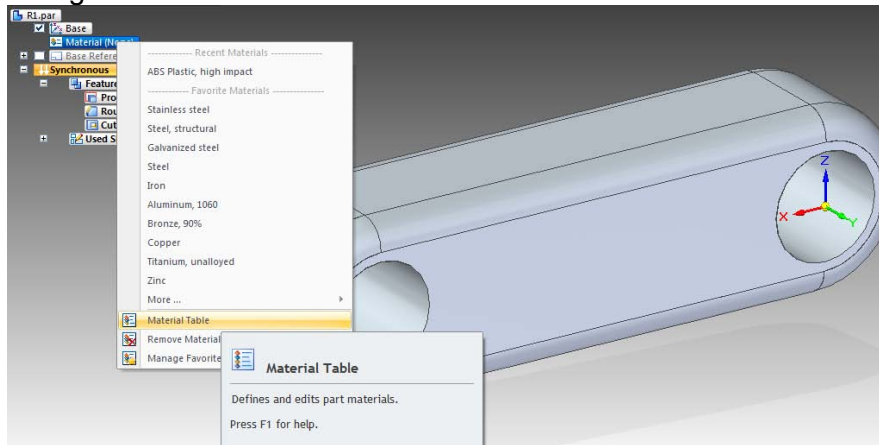 R1.par
Base
Material (None)
Base Refere
Synchronous
Feature
Pro
Rou
Cut
Used S
------------- Recent Materials ---------------
ABS Plastic, high impact
------------- Favorite Materials ---------------
Stainless steel
Steel, structural
Galvanized steel
Steel
Iron
Aluminum, 1060
Bronze, 90%
Copper
Titanium, unalloyed
Zinc
More ...
Material Table
Remove Material
Manage Favorite
Material Table
Defines and edits part materials.
Press F1 for help.
Z
X
Y